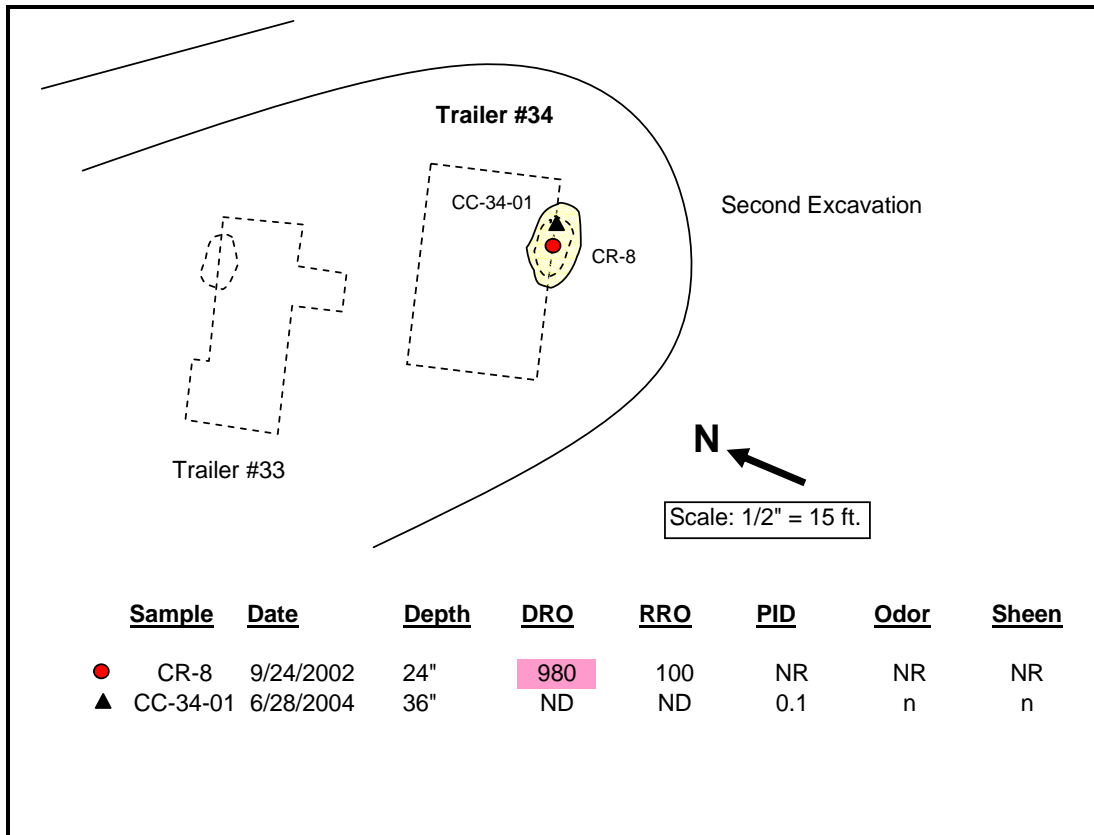 Trailer #34
CC-34-01
Second Excavation
CR-8
N
Trailer #33
Scale: 1/2" = 15 ft.
Sample Date Depth DRO RRO PID Odor Sheen
CR-8 9/24/2002 24" 980 100 NR NR NR
CC-34-01 6/28/2004 36" ND ND 0.1 n n